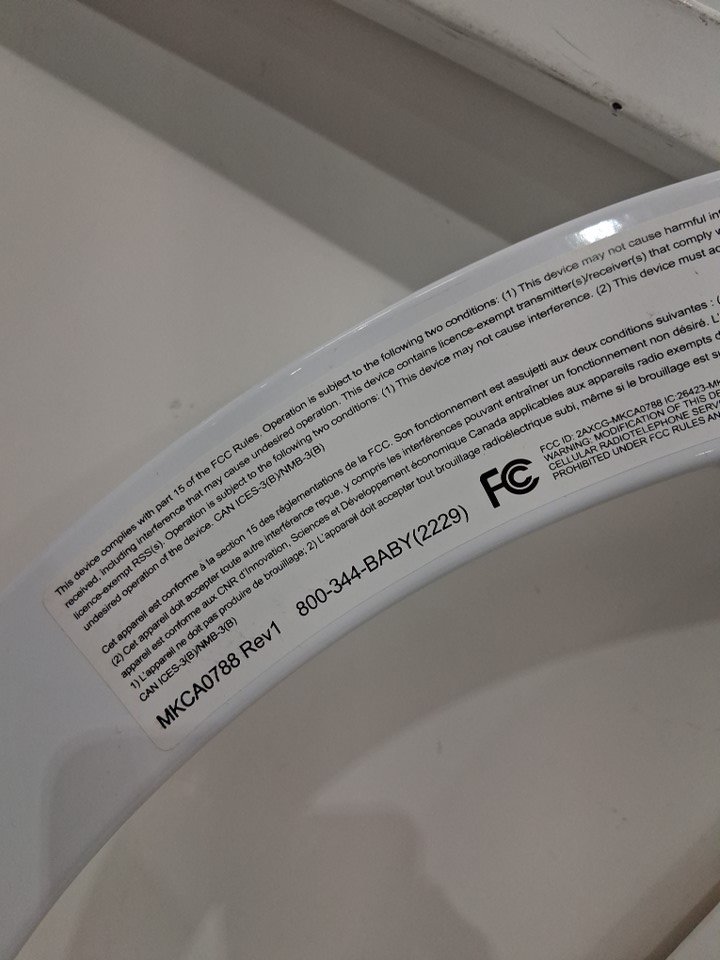 This device complies with part 15 of the FCC Rules. Operation is subject to the following two conditions: (1) This device may not cause harmful
received, including interference that may cause undesired operation. This device contains licence-exempt transmitter(s)/receiver(s) that comply
licence-exempt RSS(s). Operation is subject to the following two conditions: (1) This device may not cause interference. (2) This device must
undesired operation of the device. CAN ICES-3(B)/NMB-3(B)
Cet appareil est conforme à la section 15 des réglementations de la FCC. Son fonctionnement est assujetti aux deux conditions suivantes : (
(2) Cet appareil doit accepter toute autre interférence reçue, y compris les interférences pouvant entraîner un fonctionnement non désiré. L'
appareil est conforme aux CNR d'Innovation, Sciences et Développement économique Canada applicables aux appareils radio exempts
1) L'appareil ne doit pas produire de brouillage; 2) L'appareil doit accepter tout brouillage radioélectrique subi, même si le brouillage est
CAN ICES-3(B)/NMB-3(B)
MKCA0788 Rev1 800-344-BABY(2229)
FC
FCC ID: 2AXCG-MKCA0788 IC:26423-
WARNING: MODIFICATION OF THIS
CELLULAR RADIOTELEPHONE
PROHIBITED UNDER FCC RULES